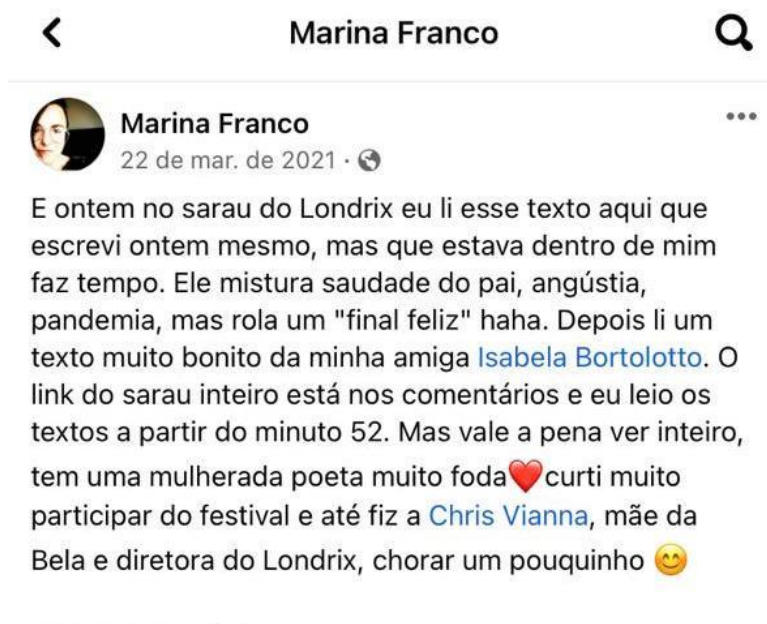 Marina Franco
Marina Franco
22 de mar. de 2021 ·
E ontem no sarau do Londrix eu li esse texto aqui que
escrevi ontem mesmo, mas que estava dentro de mim
faz tempo. Ele mistura saudade do pai, angústia,
pandemia, mas rola um "final feliz" haha. Depois li um
texto muito bonito da minha amiga Isabela Bortolotto. O
link do sarau inteiro está nos comentários e eu leio os
textos a partir do minuto 52. Mas vale a pena ver inteiro,
tem uma mulherada poeta muito foda❤️curti muito
participar do festival e até fiz a Chris Vianna, mãe da
Bela e diretora do Londrix, chorar um pouquinho 😊